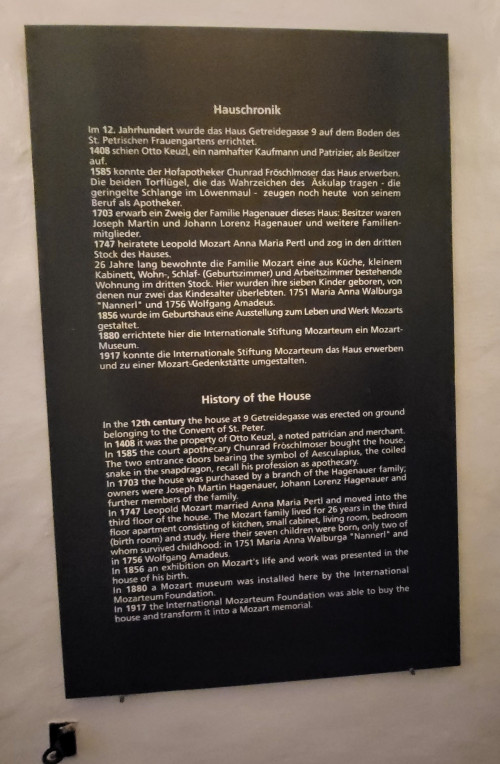 Hauschronik
Im 12. Jahrhundert wurde das Haus Getreidegasse 9 auf dem Boden des
St. Petrischen Frauengartens errichtet.
1408 schien Otto Keuzl, ein namhafter Kaufmann und Patrizier, als Besitzer
auf.
1585 konnte der Hofapotheker Chunrad Fröschlmoser das Haus erwerben.
Die beiden Torflügel, die das Wahrzeichen des Äskulap tragen - die
geringelte Schlange im Löwenmaul - zeugen noch heute von seinem
Beruf als Apotheker.
1703 erwarb ein Zweig der Familie Hagenauer dieses Haus: Besitzer waren
Joseph Martin und Johann Lorenz Hagenauer und weitere Familien-
mitglieder.
1747 heiratete Leopold Mozart Anna Maria Pertl und zog in den dritten
Stock des Hauses.
26 Jahre lang bewohnte die Familie Mozart eine aus Küche, kleinem
Kabinett, Wohn-, Schlaf- (Geburtszimmer) und Arbeitszimmer bestehende
Wohnung im dritten Stock. Hier wurden ihre sieben Kinder geboren, von
denen nur zwei das Kindesalter überlebten. 1751 Maria Anna Walburga
"Nannerl" und 1756 Wolfgang Amadeus.
1856 wurde im Geburtshaus eine Ausstellung zum Leben und Werk Mozarts
gestaltet.
1880 errichtete hier die Internationale Stiftung Mozarteum ein Mozart-
Museum.
1917 konnte die Internationale Stiftung Mozarteum das Haus erwerben
und zu einer Mozart-Gedenkstätte umgestalten.
History of the House
In the 12th century the house at 9 Getreidegasse was erected on ground
belonging to the Convent of St. Peter.
In 1408 it was the property of Otto Keuzl, a noted patrician and merchant.
In 1585 the court apothecary Chunrad Fröschlmoser bought the house.
The two entrance doors bearing the symbol of Aesculapius, the coiled
snake in the snapdragon, recall his profession as apothecary.
In 1703 the house was purchased by a branch of the Hagenauer family;
owners were Joseph Martin Hagenauer, Johann Lorenz Hagenauer and
further members of the family.
In 1747 Leopold Mozart married Anna Maria Pertl and moved into the
third floor of the house. The Mozart family lived for 26 years in the third
floor apartment consisting of kitchen, small cabinet, living room, bedroom
(birth room) and study. Here their seven children were born, only two of
whom survived childhood: in 1751 Maria Anna Walburga "Nannerl" and
in 1756 Wolfgang Amadeus.
In 1856 an exhibition on Mozart's life and work was presented in the
house of his birth.
In 1880 a Mozart museum was installed here by the International
Mozarteum Foundation.
In 1917 the International Mozarteum Foundation was able to buy the
house and transform it into a Mozart memorial.